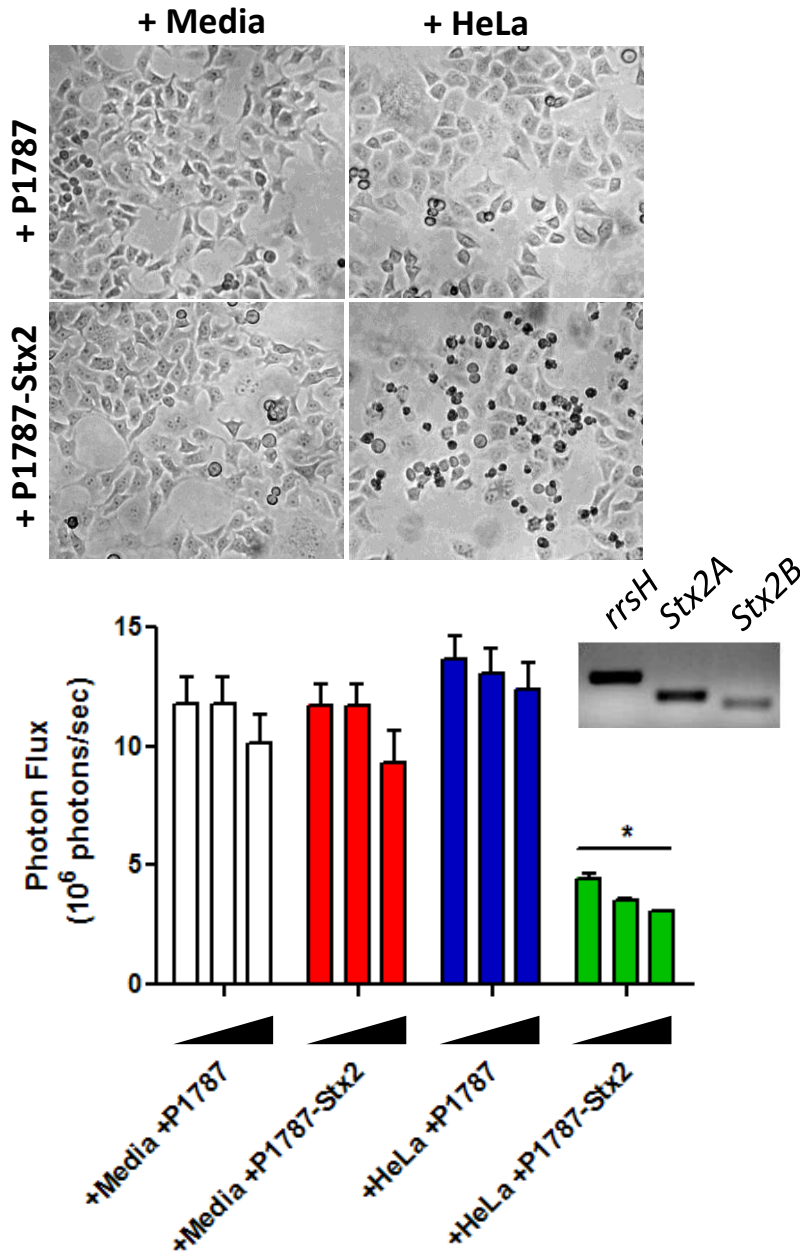 + Media
+ HeLa
+ P1787
+ P1787-Stx2
rrsH
Stx2A
Stx2B
Photon Flux
(10⁶ photons/sec)
15
10
5
0
*
+Media +P1787
+Media +P1787-Stx2
+HeLa +P1787
+HeLa +P1787-Stx2